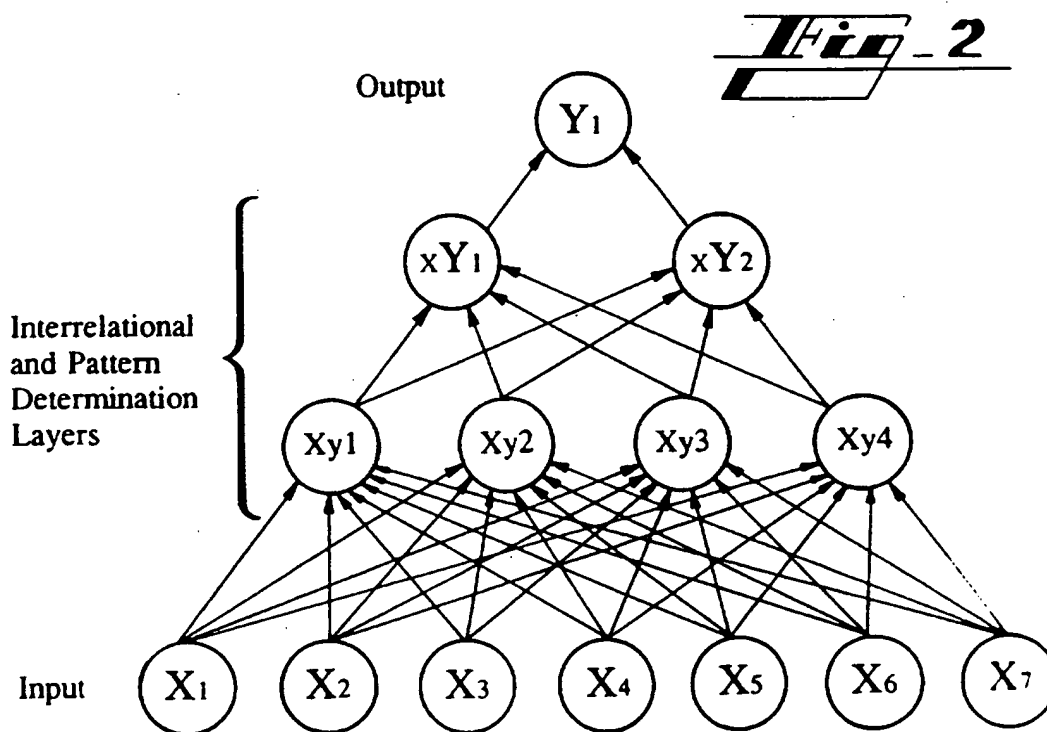 Fig_2
Output
Y1
xY1
xY2
Interrelational
and Pattern
Determination
Layers
Xy1
Xy2
Xy3
Xy4
Input
X1
X2
X3
X4
X5
X6
X7